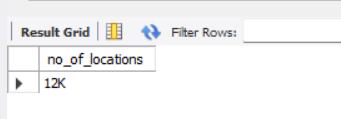 Result Grid Filter Rows:
no_of_locations
12K